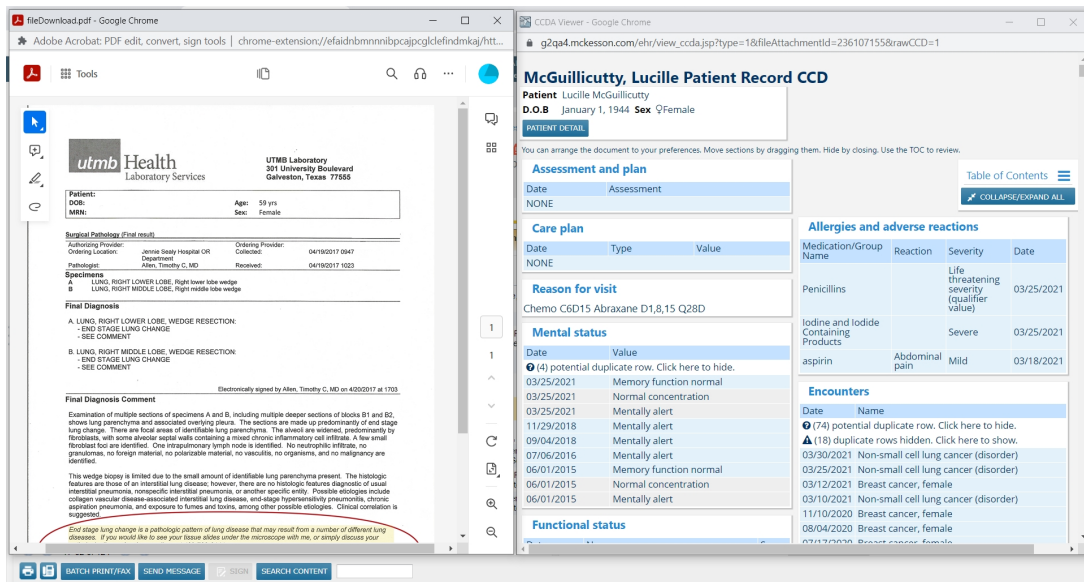 fileDownload.pdf - Google Chrome
Adobe Acrobat: PDF edit, convert, sign tools | chrome-extension://efaidnbmnnnibpcajpcglclefindmkaj/htt...
Tools
utmb Health
Laboratory Services
UTMB Laboratory
301 University Boulevard
Galveston, Texas 77555
Patient:
DOB: Age: 59 yrs
MRN: Sex: Female
Surgical Pathology (Final result)
Authorizing Provider: Ordering Provider:
Ordering Location: Jennie Sealy Hospital OR Collected: 04/19/2017 0947
Department
Pathologist: Allen, Timothy C, MD Received: 04/19/2017 1023
Specimens
A LUNG, RIGHT LOWER LOBE, Right lower lobe wedge
B LUNG, RIGHT MIDDLE LOBE, Right middle lobe wedge
Final Diagnosis
A. LUNG, RIGHT LOWER LOBE, WEDGE RESECTION:
- END STAGE LUNG CHANGE
- SEE COMMENT
B. LUNG, RIGHT MIDDLE LOBE, WEDGE RESECTION:
- END STAGE LUNG CHANGE
- SEE COMMENT
Electronically signed by Allen, Timothy C, MD on 4/20/2017 at 1703
Final Diagnosis Comment
Examination of multiple sections of specimens A and B, including multiple deeper sections of blocks B1 and B2,
shows lung parenchyma and associated overlying pleura. The sections are made up predominantly of end stage
lung change. There are focal areas of identifiable lung parenchyma. The alveoli are widened, predominantly by
fibroblasts, with some alveolar septal walls containing a mixed chronic inflammatory cell infiltrate. A few small
fibroblast foci are identified. One intrapulmonary lymph node is identified. No neutrophilic infiltrate, no
granulomas, no foreign material, no polarizable material, no vasculitis, no organisms, and no malignancy are
identified.
This wedge biopsy is limited due to the small amount of identifiable lung parenchyma present. The histologic
features are those of an interstitial lung disease; however, there are no histologic features diagnostic of usual
interstitial pneumonia, nonspecific interstitial pneumonia, or another specific entity. Possible etiologies include
collagen vascular disease-associated interstitial lung disease, end-stage hypersensitivity pneumonitis, chronic
aspiration pneumonia, and exposure to fumes and toxins, among other possible etiologies. Clinical correlation is
suggested.
End stage lung change is a pathologic pattern of lung disease that may result from a number of different lung
diseases. If you would like to see your tissue slides under the microscope with me, or simply discuss your
1
1
BATCH PRINT/FAX SEND MESSAGE SIGN SEARCH CONTENT
CCDA Viewer - Google Chrome
g2qa4.mckesson.com/ehr/view_ccda.jsp?type=1&fileAttachmentId=236107155&rawCCD=1
McGuillicutty, Lucille Patient Record CCD
Patient Lucille McGuillicutty
D.O.B January 1, 1944 Sex ♀Female
PATIENT DETAIL
You can arrange the document to your preferences. Move sections by dragging them. Hide by closing. Use the TOC to review.
Table of Contents
COLLAPSE/EXPAND ALL
Assessment and plan
Date Assessment
NONE
Care plan
Date Type Value
NONE
Reason for visit
Chemo C6D15 Abraxane D1,8,15 Q28D
Mental status
Date Value
(4) potential duplicate row. Click here to hide.
03/25/2021 Memory function normal
03/25/2021 Normal concentration
03/25/2021 Mentally alert
11/29/2018 Mentally alert
09/04/2018 Mentally alert
07/06/2016 Mentally alert
06/01/2015 Memory function normal
06/01/2015 Normal concentration
06/01/2015 Mentally alert
Functional status
Allergies and adverse reactions
Medication/Group Name Reaction Severity Date
Penicillins Life threatening severity (qualifier value) 03/25/2021
Iodine and Iodide Containing Products Severe 03/25/2021
aspirin Abdominal pain Mild 03/18/2021
Encounters
Date Name
(74) potential duplicate row. Click here to hide.
(18) duplicate rows hidden. Click here to show.
03/30/2021 Non-small cell lung cancer (disorder)
03/25/2021 Non-small cell lung cancer (disorder)
03/12/2021 Breast cancer, female
03/10/2021 Non-small cell lung cancer (disorder)
11/10/2020 Breast cancer, female
08/04/2020 Breast cancer, female
07/17/2020 Breast cancer, female